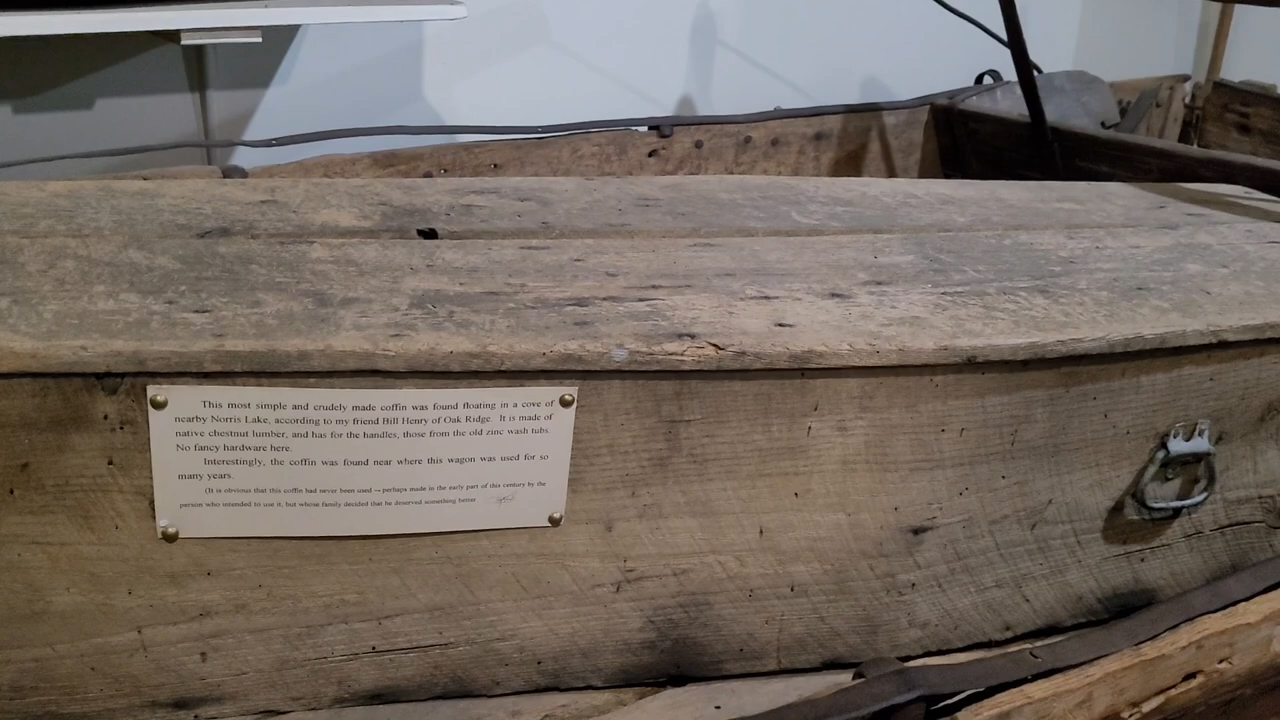 This most simple and crudely made coffin was found floating in a cove of
nearby Norris Lake, according to my friend Bill Henry of Oak Ridge. It is made of
native chestnut lumber, and has for the handles, those from the old zinc wash tubs.
No fancy hardware here.
Interestingly, the coffin was found near where this wagon was used for so
many years.
(It is obvious that this coffin had never been used -- perhaps made in the early part of this century by the
person who intended to use it, but whose family decided that he deserved something better